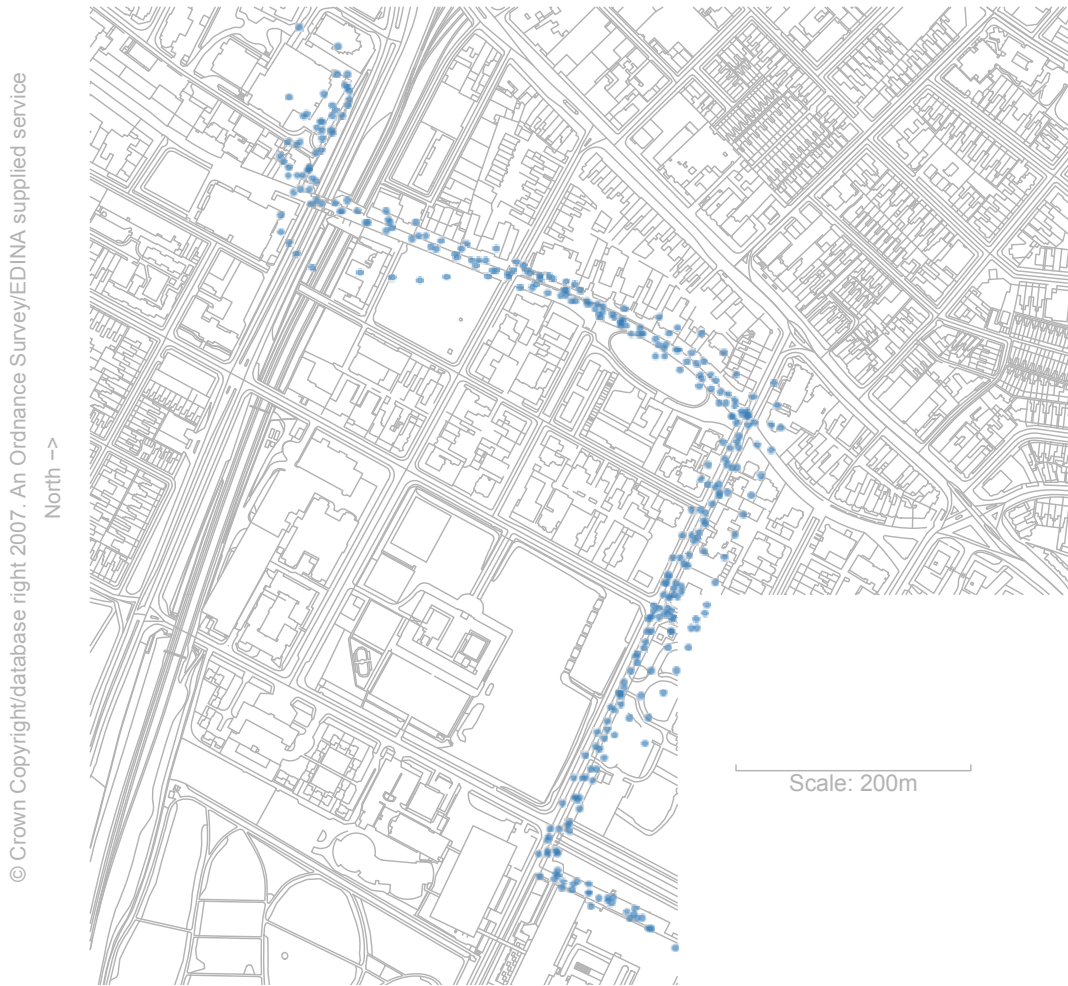 © Crown Copyright/database right 2007. An Ordnance Survey/EDINA supplied service
North −>
Scale: 200m